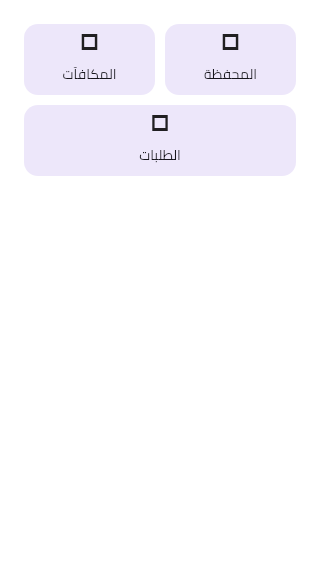 المحفظة
المكافآت
الطلبات